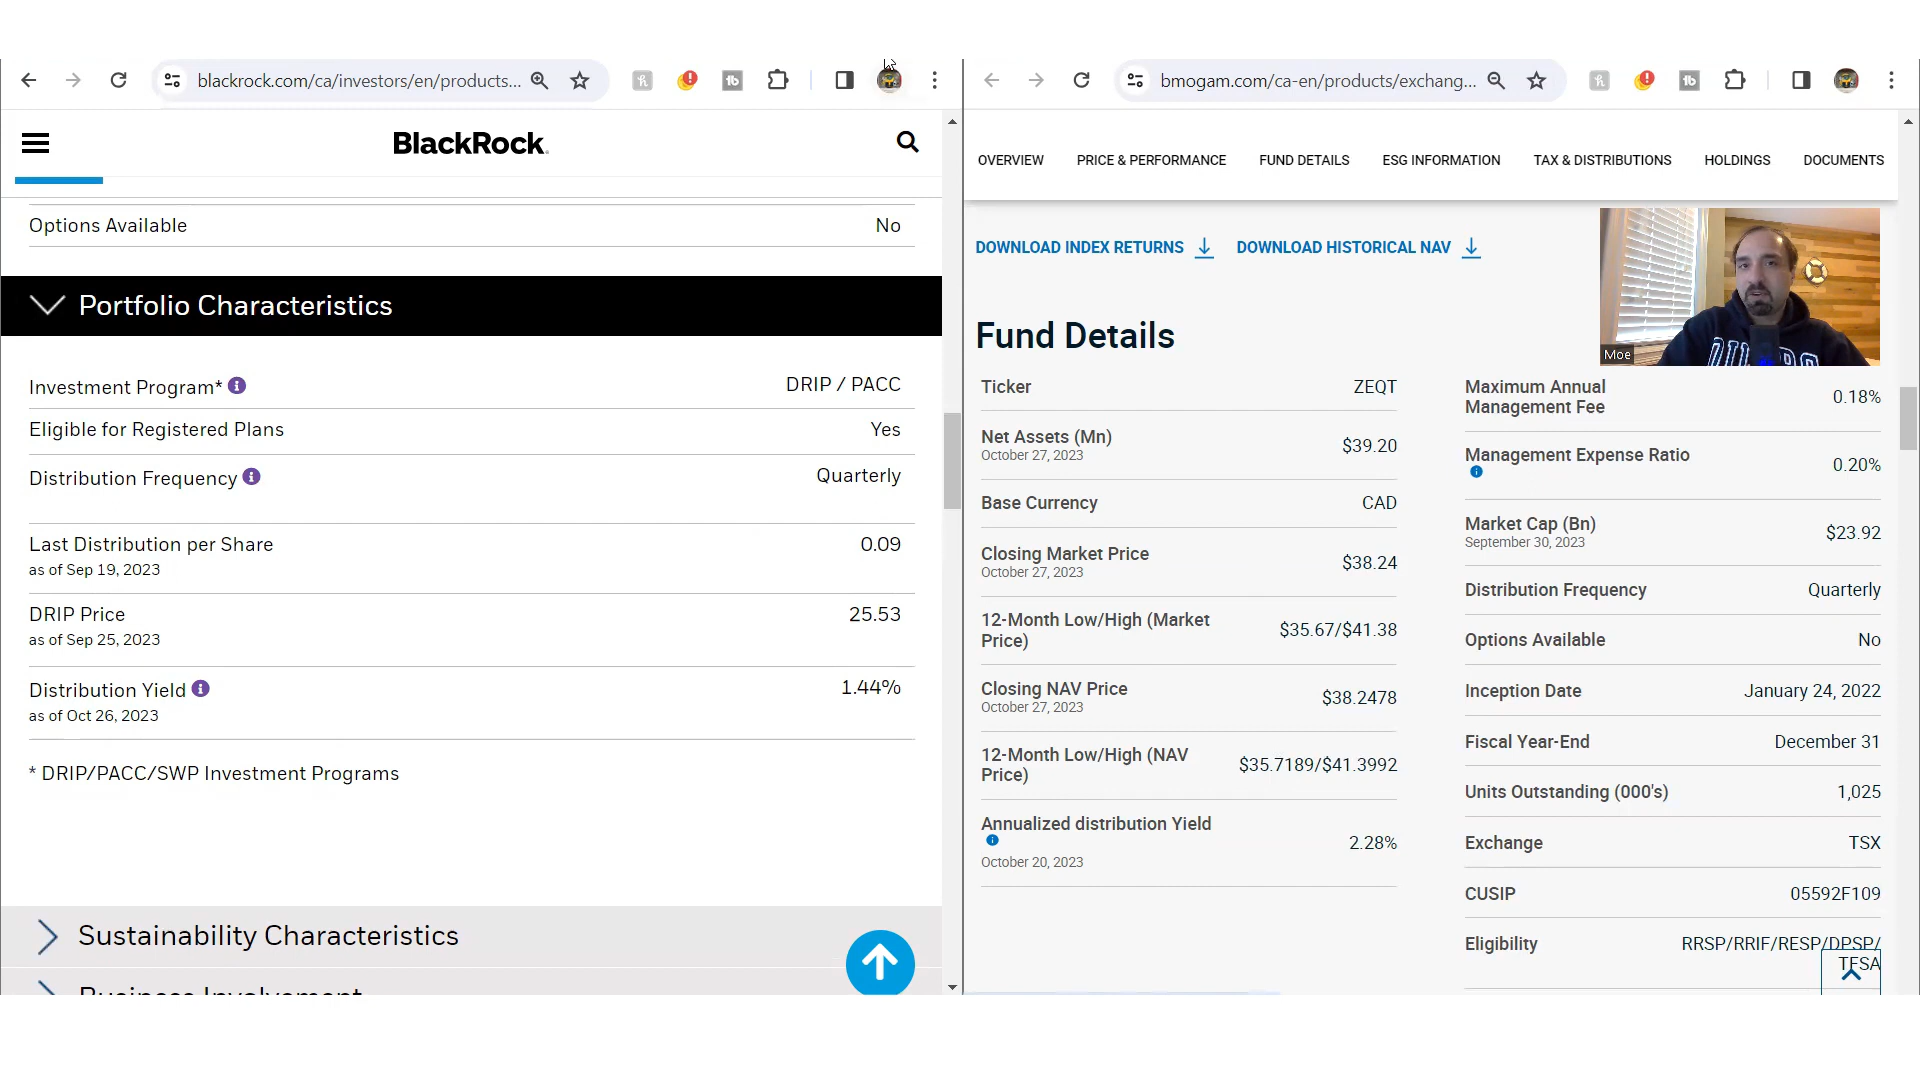 blackrock.com/ca/investors/en/products...
BlackRock.
Options Available No
Portfolio Characteristics
Investment Program* DRIP / PACC
Eligible for Registered Plans Yes
Distribution Frequency Quarterly
Last Distribution per Share 0.09
as of Sep 19, 2023
DRIP Price 25.53
as of Sep 25, 2023
Distribution Yield 1.44%
as of Oct 26, 2023
* DRIP/PACC/SWP Investment Programs
Sustainability Characteristics
Business Involvement
bmogam.com/ca-en/products/exchang...
OVERVIEW PRICE & PERFORMANCE FUND DETAILS ESG INFORMATION TAX & DISTRIBUTIONS HOLDINGS DOCUMENTS
DOWNLOAD INDEX RETURNS DOWNLOAD HISTORICAL NAV
Moe
Fund Details
Ticker ZEQT
Net Assets (Mn) $39.20
October 27, 2023
Base Currency CAD
Closing Market Price $38.24
October 27, 2023
12-Month Low/High (Market
Price) $35.67/$41.38
Closing NAV Price $38.2478
October 27, 2023
12-Month Low/High (NAV
Price) $35.7189/$41.3992
Annualized distribution Yield
2.28%
October 20, 2023
Maximum Annual
Management Fee 0.18%
Management Expense Ratio 0.20%
Market Cap (Bn) $23.92
September 30, 2023
Distribution Frequency Quarterly
Options Available No
Inception Date January 24, 2022
Fiscal Year-End December 31
Units Outstanding (000's) 1,025
Exchange TSX
CUSIP 05592F109
Eligibility RRSP/RRIF/RESP/DPSP/
TFSA